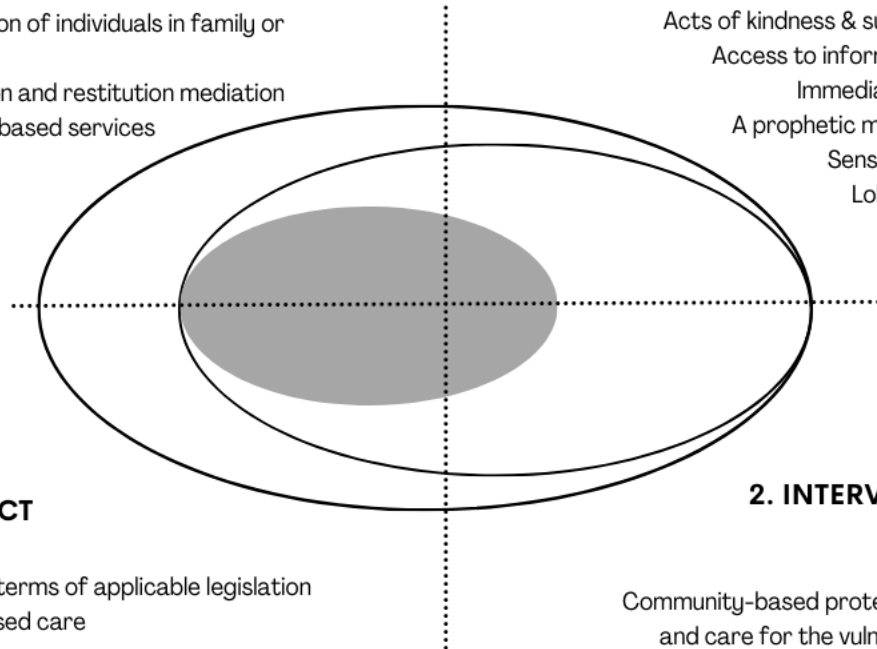 on of individuals in family or
n and restitution mediation
based services
Acts of kindness & su
Access to inforr
Immedia
A prophetic m
Sens
Lo
CT
terms of applicable legislation
sed care
2. INTERV
Community-based prote
and care for the vuln